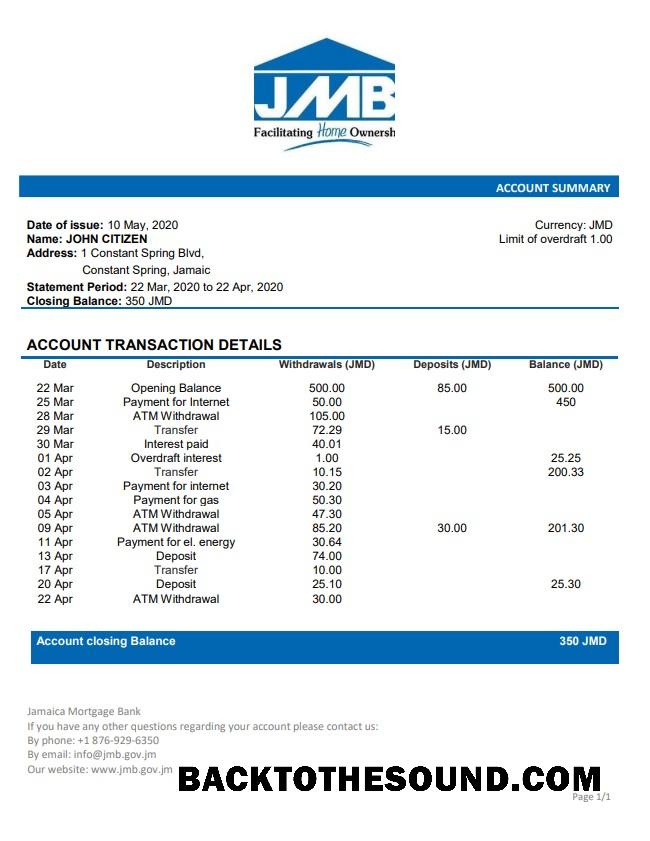 JMB
Facilitating Home Ownersh
ACCOUNT SUMMARY
Date of issue: 10 May, 2020
Currency: JMD
Name: JOHN CITIZEN
Limit of overdraft 1.00
Address: 1 Constant Spring Blvd,
Constant Spring, Jamaic
Statement Period: 22 Mar, 2020 to 22 Apr, 2020
Closing Balance: 350 JMD
ACCOUNT TRANSACTION DETAILS
Date Description Withdrawals (JMD) Deposits (JMD) Balance (JMD)
22 Mar Opening Balance 500.00 85.00 500.00
25 Mar Payment for Internet 50.00 450
28 Mar ATM Withdrawal 105.00
29 Mar Transfer 72.29 15.00
30 Mar Interest paid 40.01
01 Apr Overdraft interest 1.00 25.25
02 Apr Transfer 10.15 200.33
03 Apr Payment for internet 30.20
04 Apr Payment for gas 50.30
05 Apr ATM Withdrawal 47.30
09 Apr ATM Withdrawal 85.20 30.00 201.30
11 Apr Payment for el. energy 30.64
13 Apr Deposit 74.00
17 Apr Transfer 10.00
20 Apr Deposit 25.10 25.30
22 Apr ATM Withdrawal 30.00
Account closing Balance 350 JMD
Jamaica Mortgage Bank
If you have any other questions regarding your account please contact us:
By phone: +1 876-929-6350
By email: info@jmb.gov.jm
Our website: www.jmb.gov.jm
BACKTOTHESOUND.COM
Page 1/1